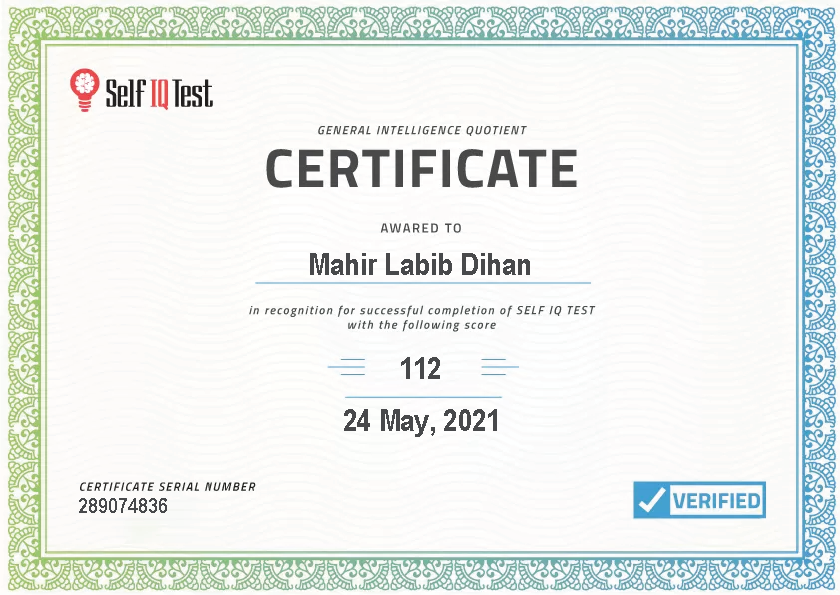 Self IQ Test
GENERAL INTELLIGENCE QUOTIENT
CERTIFICATE
AWARED TO
Mahir Labib Dihan
in recognition for successful completion of SELF IQ TEST
with the following score
112
24 May, 2021
CERTIFICATE SERIAL NUMBER
289074836
VERIFIED